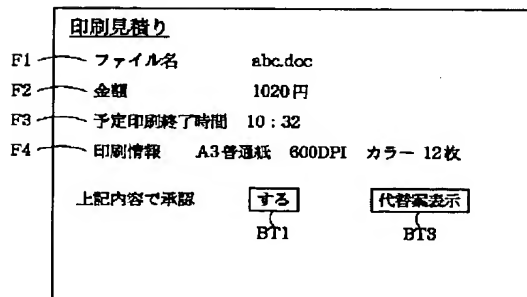 印刷見積り
F1 ファイル名 abc.doc
F2 金額 1020円
F3 予定印刷終了時間 10：32
F4 印刷情報 A3普通紙 600DPI カラー 12枚
上記内容で承認 する 代替案表示
BT1 BT3